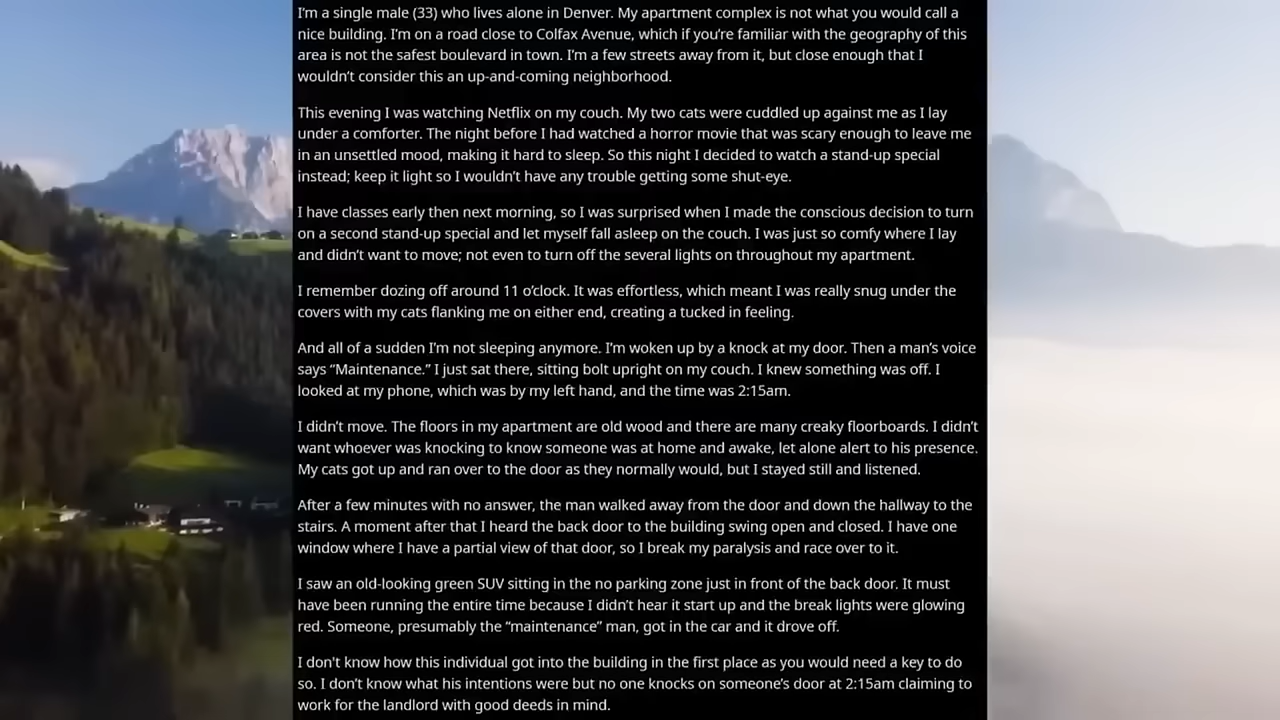 I'm a single male (33) who lives alone in Denver. My apartment complex is not what you would call a
nice building. I'm on a road close to Colfax Avenue, which if you're familiar with the geography of this
area is not the safest boulevard in town. I'm a few streets away from it, but close enough that I
wouldn't consider this an up-and-coming neighborhood.
This evening I was watching Netflix on my couch. My two cats were cuddled up against me as I lay
under a comforter. The night before I had watched a horror movie that was scary enough to leave me
in an unsettled mood, making it hard to sleep. So this night I decided to watch a stand-up special
instead; keep it light so I wouldn't have any trouble getting some shut-eye.
I have classes early then next morning, so I was surprised when I made the conscious decision to turn
on a second stand-up special and let myself fall asleep on the couch. I was just so comfy where I lay
and didn't want to move; not even to turn off the several lights on throughout my apartment.
I remember dozing off around 11 o'clock. It was effortless, which meant I was really snug under the
covers with my cats flanking me on either end, creating a tucked in feeling.
And all of a sudden I'm not sleeping anymore. I'm woken up by a knock at my door. Then a man's voice
says “Maintenance.” I just sat there, sitting bolt upright on my couch. I knew something was off. I
looked at my phone, which was by my left hand, and the time was 2:15am.
I didn't move. The floors in my apartment are old wood and there are many creaky floorboards. I didn't
want whoever was knocking to know someone was at home and awake, let alone alert to his presence.
My cats got up and ran over to the door as they normally would, but I stayed still and listened.
After a few minutes with no answer, the man walked away from the door and down the hallway to the
stairs. A moment after that I heard the back door to the building swing open and closed. I have one
window where I have a partial view of that door, so I break my paralysis and race over to it.
I saw an old-looking green SUV sitting in the no parking zone just in front of the back door. It must
have been running the entire time because I didn't hear it start up and the break lights were glowing
red. Someone, presumably the “maintenance” man, got in the car and it drove off.
I don't know how this individual got into the building in the first place as you would need a key to do
so. I don't know what his intentions were but no one knocks on someone's door at 2:15am claiming to
work for the landlord with good deeds in mind.